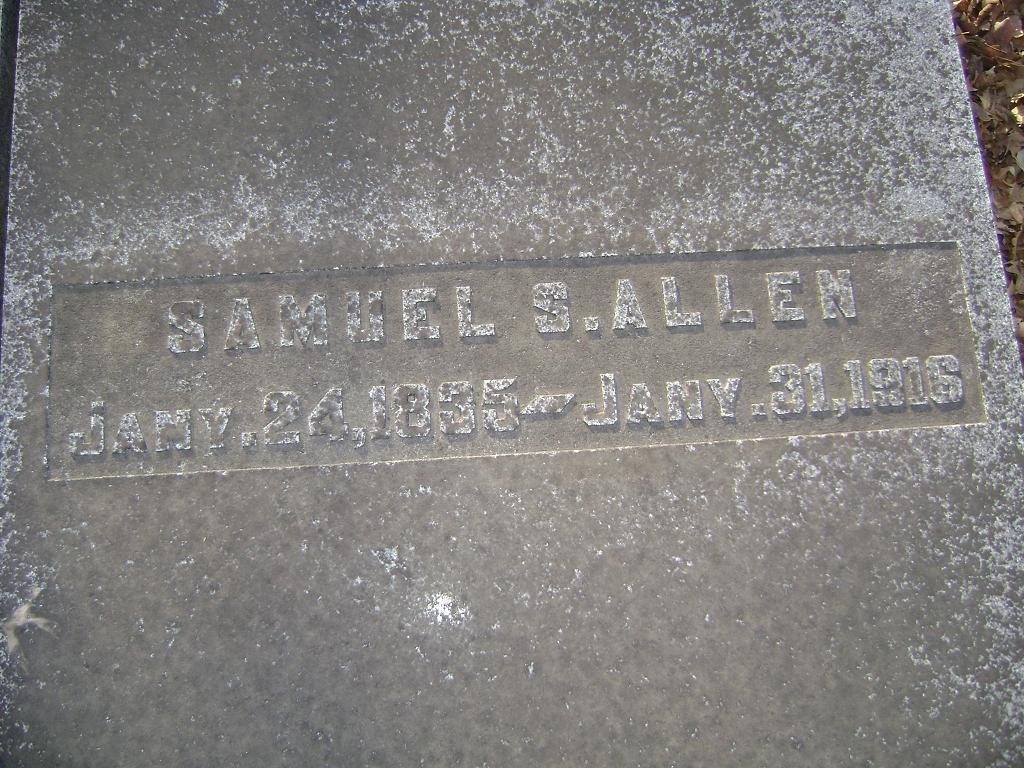 SAMUEL S. ALLEN
JANY. 24, 1835 – JANY. 31, 1916